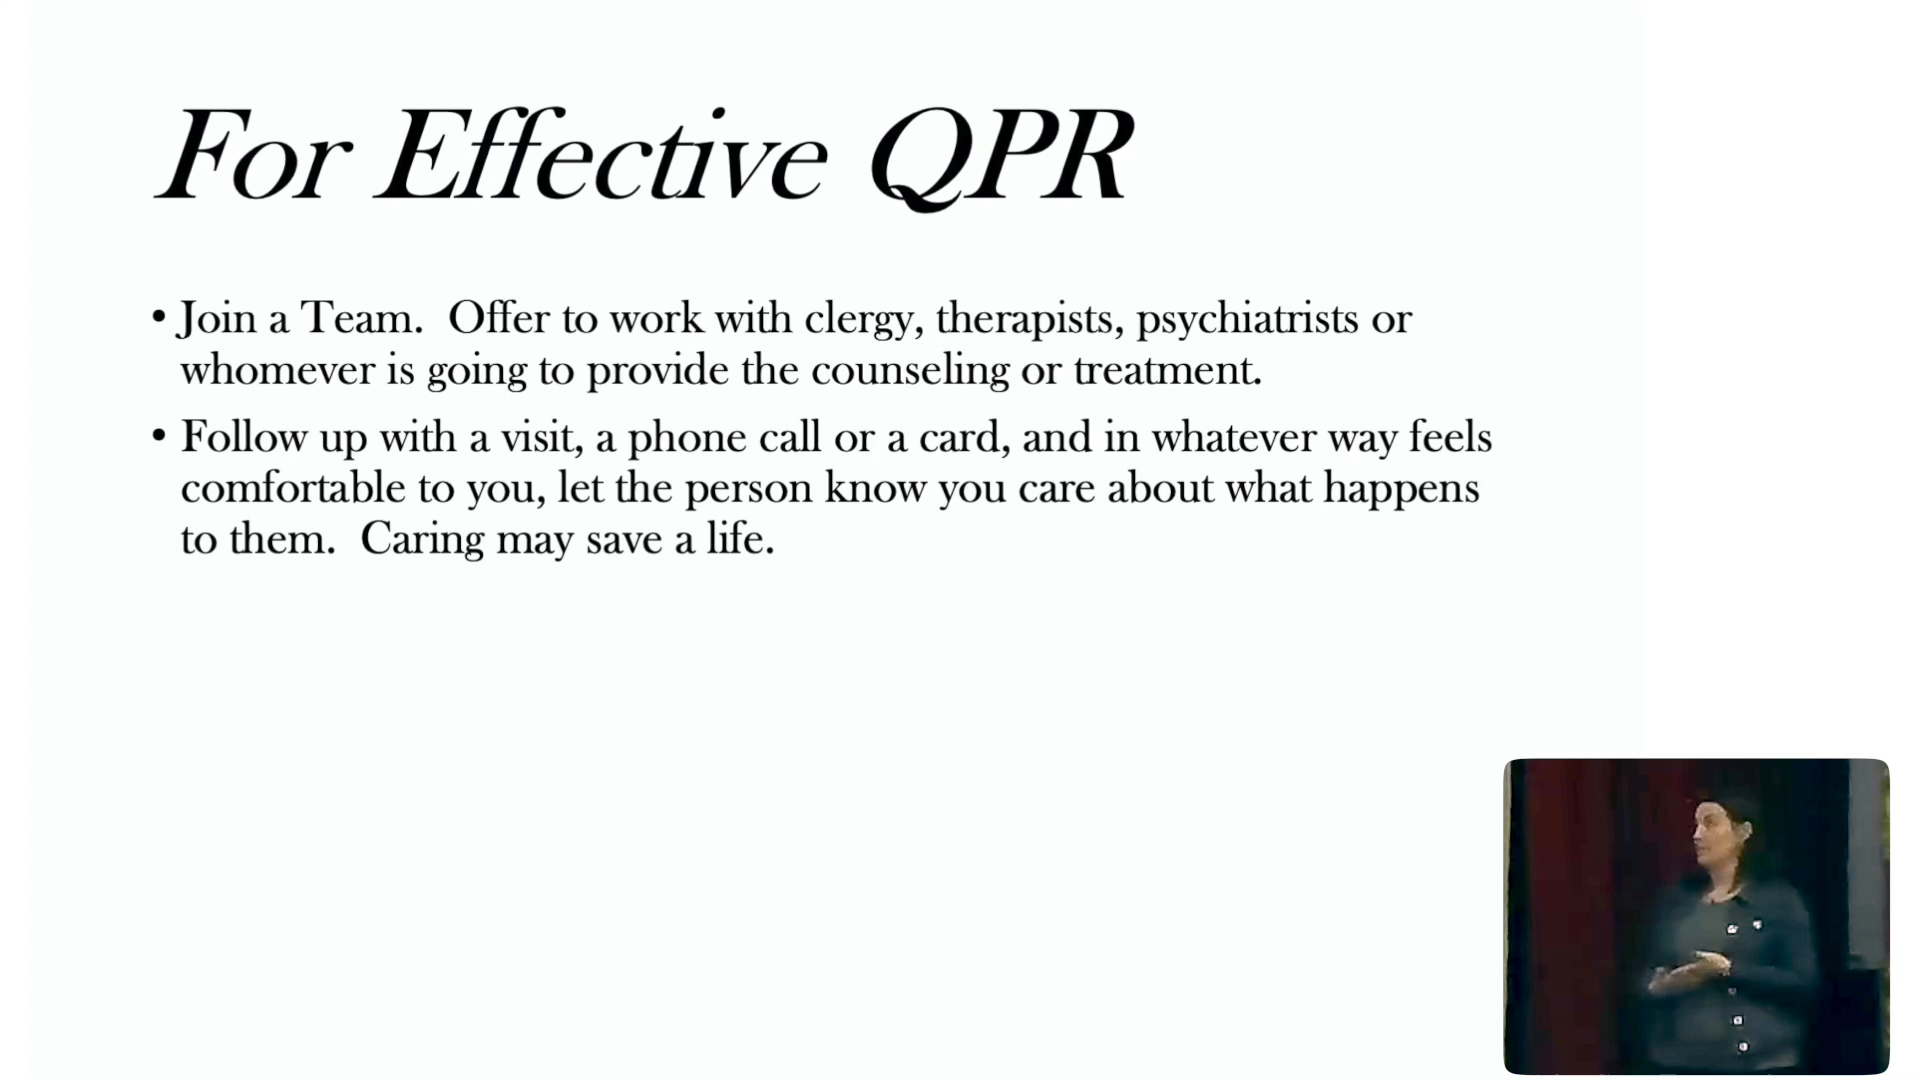 For Effective QPR
• Join a Team.  Offer to work with clergy, therapists, psychiatrists or
whomever is going to provide the counseling or treatment.
• Follow up with a visit, a phone call or a card, and in whatever way feels
comfortable to you, let the person know you care about what happens
to them.  Caring may save a life.